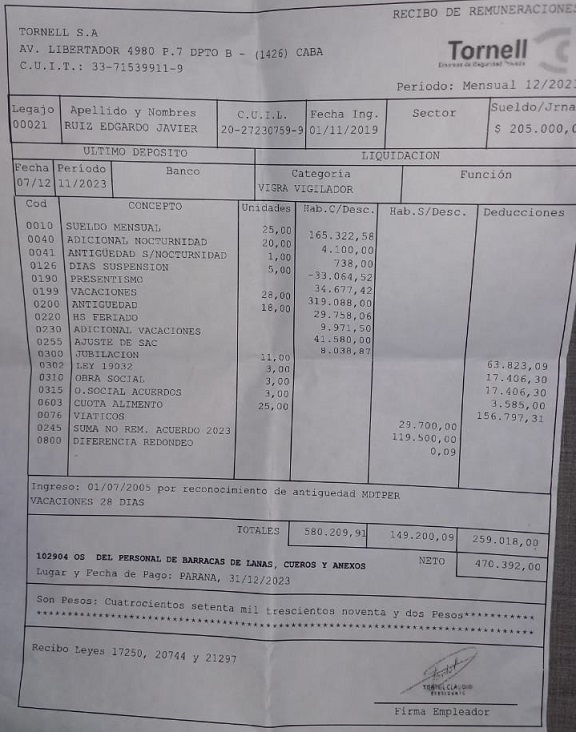 RECIBO DE REMUNERACIONES
TORNELL S.A
AV. LIBERTADOR 4980 P.7 DPTO B - (1426) CABA
C.U.I.T.: 33-71539911-9
Tornell
Empresa de Seguridad Privada
Periodo: Mensual 12/2023
Legajo Apellido y Nombres C.U.I.L. Fecha Ing. Sector Sueldo/Jrna
00021 RUIZ EDGARDO JAVIER 20-27230759-9 01/11/2019 $ 205.000,0
ULTIMO DEPOSITO LIQUIDACION
Fecha Período Banco Categoria Función
07/12 11/2023 VIGRA VIGILADOR
Cod CONCEPTO Unidades Hab.C/Desc. Hab.S/Desc. Deducciones
0010 SUELDO MENSUAL 25,00 165.322,58
0040 ADICIONAL NOCTURNIDAD 20,00 4.100,00
0041 ANTIGÜEDAD S/NOCTURNIDAD 1,00 738,00
0126 DIAS SUSPENSION 5,00 -33.064,52
0190 PRESENTISMO 34.677,42
0199 VACACIONES 28,00 319.088,00
0200 ANTIGUEDAD 18,00 29.758,06
0220 HS FERIADO 9.971,50
0230 ADICIONAL VACACIONES 41.580,00
0255 AJUSTE DE SAC 8.038,87
0300 JUBILACION 11,00 63.823,09
0302 LEY 19032 3,00 17.406,30
0310 OBRA SOCIAL 3,00 17.406,30
0315 O.SOCIAL ACUERDOS 3,00 3.585,00
0603 CUOTA ALIMENTO 25,00 156.797,31
0076 VIATICOS 29.700,00
0245 SUMA NO REM. ACUERDO 2023 119.500,00
0800 DIFERENCIA REDONDEO 0,09
Ingreso: 01/07/2005 por reconocimiento de antiguedad MDTPER
VACACIONES 28 DIAS
TOTALES 580.209,91 149.200,09 259.018,00
102904 OS DEL PERSONAL DE BARRACAS DE LANAS, CUEROS Y ANEXOS NETO 470.392,00
Lugar y Fecha de Pago: PARANA, 31/12/2023
Son Pesos: Cuatrocientos setenta mil trescientos noventa y dos Pesos***********
Recibo Leyes 17250, 20744 y 21297
TORNELL CLAUDIO
PRESIDENTE
Firma Empleador